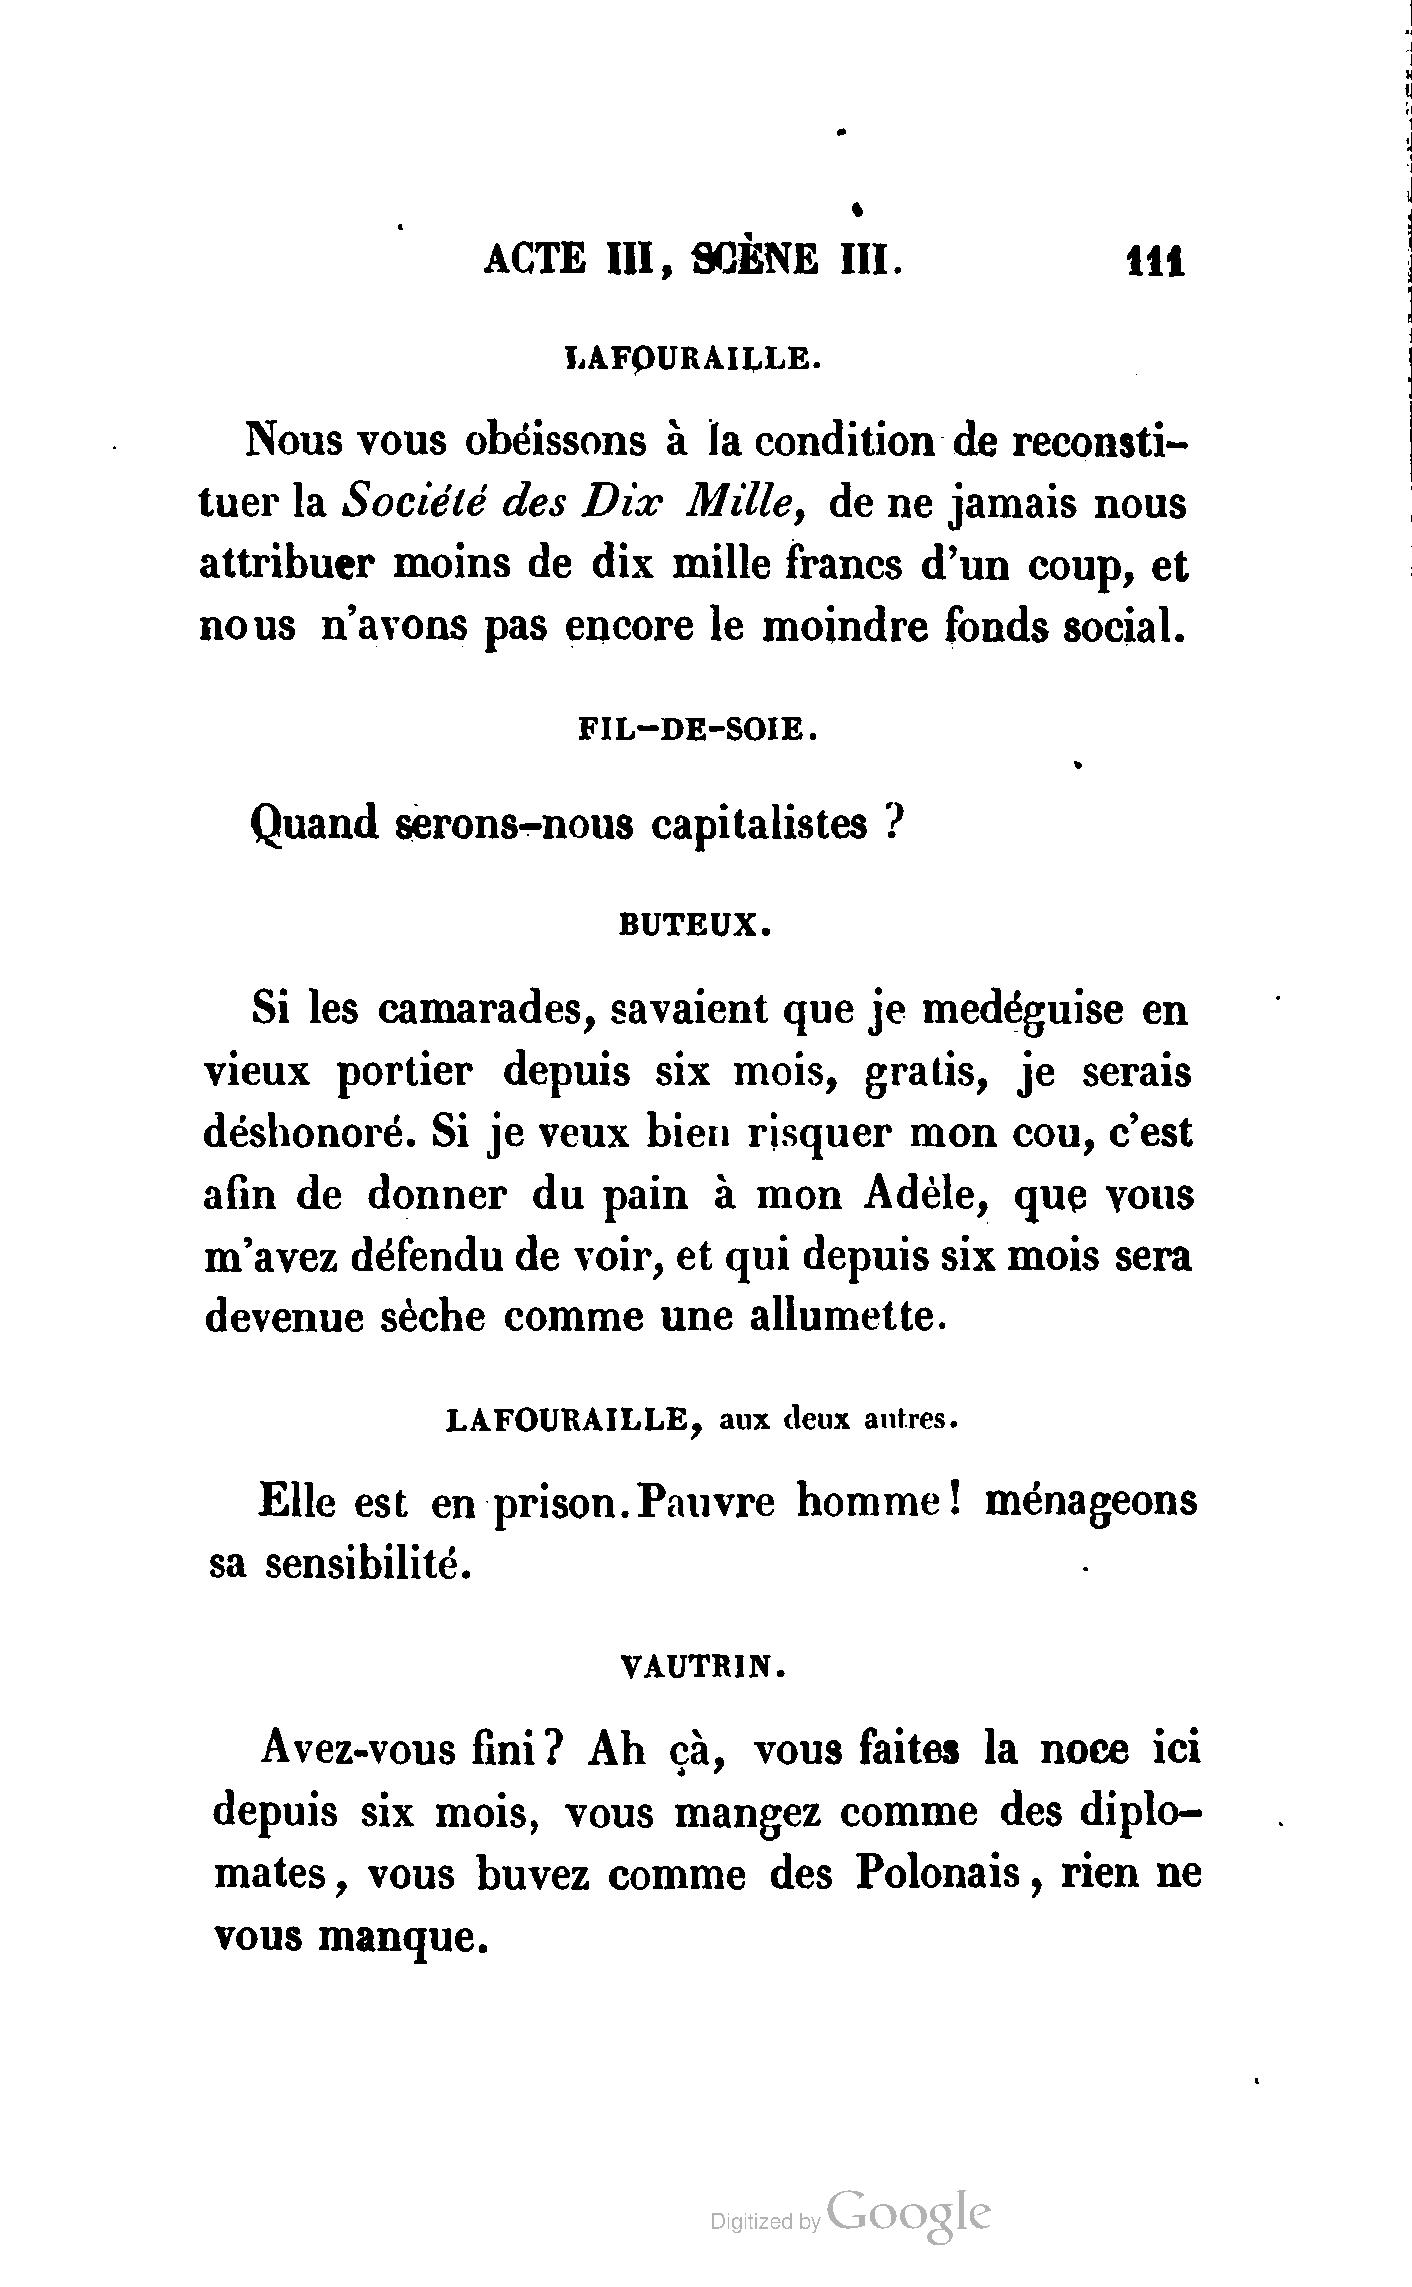 ACTE III, SCÈNE III. 111
LAFOURAILLE.
Nous vous obéissons à la condition de reconsti-
tuer la Société des Dix Mille, de ne jamais nous
attribuer moins de dix mille francs d'un coup, et
nous n'avons pas encore le moindre fonds social.
FIL-DE-SOIE.
Quand serons-nous capitalistes ?
BUTEUX.
Si les camarades, savaient que je medéguise en
vieux portier depuis six mois, gratis, je serais
déshonoré. Si je veux bien risquer mon cou, c'est
afin de donner du pain à mon Adèle, que vous
m'avez défendu de voir, et qui depuis six mois sera
devenue sèche comme une allumette.
LAFOURAILLE, aux deux autres.
Elle est en prison. Pauvre homme ! ménageons
sa sensibilité.
VAUTRIN.
Avez-vous fini ? Ah çà, vous faites la noce ici
depuis six mois, vous mangez comme des diplo-
mates, vous buvez comme des Polonais, rien ne
vous manque.
Digitized by Google